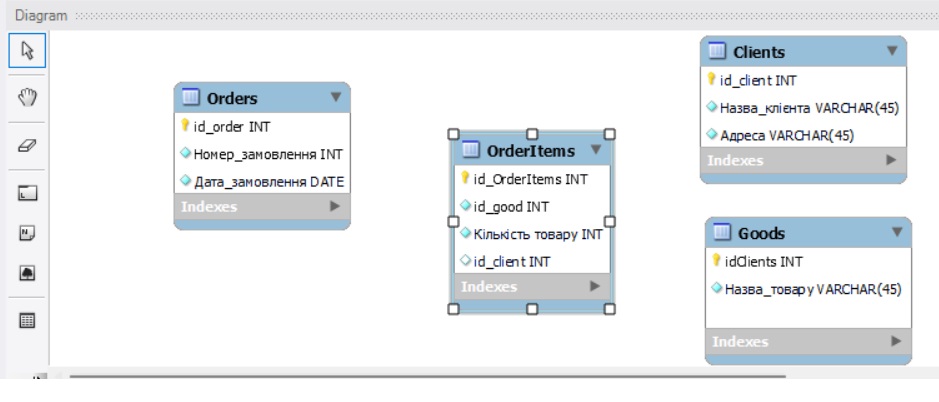 Diagram
Orders
id_order INT
Номер_замовлення INT
Дата_замовлення DATE
Indexes
OrderItems
id_OrderItems INT
id_good INT
Кількість товару INT
id_client INT
Indexes
Clients
id_client INT
Назва_клієнта VARCHAR(45)
Адреса VARCHAR(45)
Indexes
Goods
idClients INT
Назва_товару VARCHAR(45)
Indexes